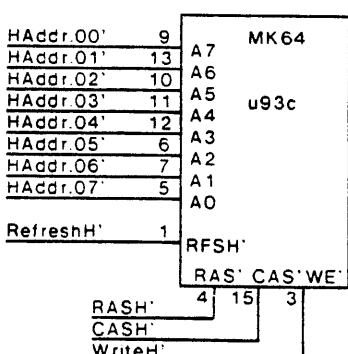 HAddr.00' 9 A7 MK64
HAddr.01' 13 A6
HAddr.02' 10 A5 u93c
HAddr.03' 11 A4
HAddr.04' 12 A3
HAddr.05' 6 A2
HAddr.06' 7 A1
HAddr.07' 5 A0
RefreshH' 1 RFSH'
RAS' CAS' WE'
4 15 3
RASH'
CASH'
WriteH'